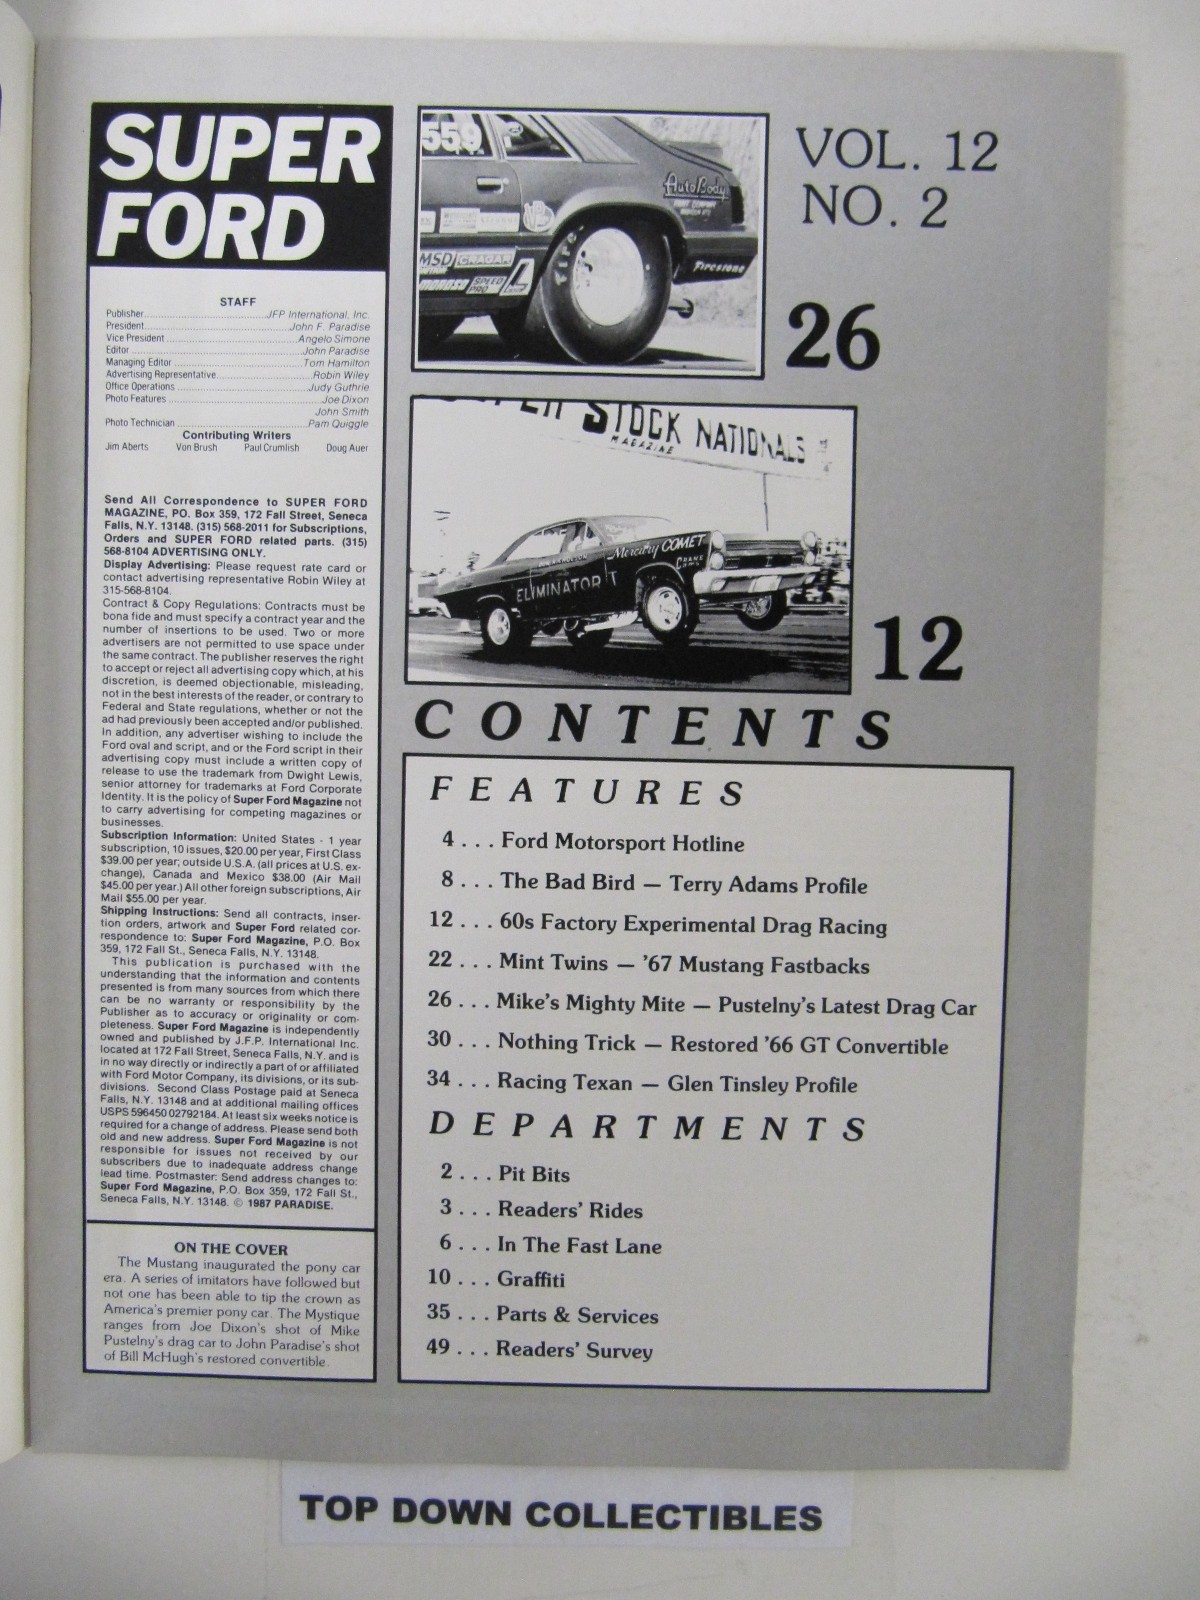 SUPER
FORD
STAFF
Publisher JFP International, Inc.
President John F. Paradise
Vice President Angelo Simone
Editor John Paradise
Managing Editor Tom Hamilton
Advertising Representative Robin Wiley
Office Operations Judy Guthrie
Photo Features Joe Dixon
John Smith
Photo Technician Pam Quiggle
Contributing Writers
Jim Aberts Von Brush Paul Crumlish Doug Auer
Send All Correspondence to SUPER FORD
MAGAZINE, PO. Box 359, 172 Fall Street, Seneca
Falls, N.Y. 13148. (315) 568-2011 for Subscriptions,
Orders and SUPER FORD related parts. (315)
568-8104 ADVERTISING ONLY.
Display Advertising: Please request rate card or
contact advertising representative Robin Wiley at
315-568-8104.
Contract & Copy Regulations: Contracts must be
bona fide and must specify a contract year and the
number of insertions to be used. Two or more
advertisers are not permitted to use space under
the same contract. The publisher reserves the right
to accept or reject all advertising copy which, at his
discretion, is deemed objectionable, misleading,
not in the best interests of the reader, or contrary to
Federal and State regulations, whether or not the
ad had previously been accepted and/or published.
In addition, any advertiser wishing to include the
Ford oval and script, and or the Ford script in their
advertising copy must include a written copy of
release to use the trademark from Dwight Lewis,
senior attorney for trademarks at Ford Corporate
Identity. It is the policy of Super Ford Magazine not
to carry advertising for competing magazines or
businesses.
Subscription Information: United States - 1 year
subscription, 10 issues, $20.00 per year, First Class
$39.00 per year; outside U.S.A. (all prices at U.S. ex-
change), Canada and Mexico $38.00 (Air Mail
$45.00 per year.) All other foreign subscriptions, Air
Mail $55.00 per year.
Shipping Instructions: Send all contracts, inser-
tion orders, artwork and Super Ford related cor-
respondence to: Super Ford Magazine, P.O. Box
359, 172 Fall St., Seneca Falls, N.Y. 13148.
This publication is purchased with the
understanding that the information and contents
presented is from many sources from which there
can be no warranty or responsibility by the
Publisher as to accuracy or originality or com-
pleteness. Super Ford Magazine is independently
owned and published by J.F.P. International Inc.
located at 172 Fall Street, Seneca Falls, N.Y. and is
in no way directly or indirectly a part of or affiliated
with Ford Motor Company, its divisions, or its sub-
divisions. Second Class Postage paid at Seneca
Falls, N.Y. 13148 and at additional mailing offices
USPS 596450 02792184. At least six weeks notice is
required for a change of address. Please send both
old and new address. Super Ford Magazine is not
responsible for issues not received by our
subscribers due to inadequate address change
lead time. Postmaster: Send address changes to:
Super Ford Magazine, P.O. Box 359, 172 Fall St.,
Seneca Falls, N.Y. 13148. © 1987 PARADISE.
ON THE COVER
The Mustang inaugurated the pony car
era. A series of imitators have followed but
not one has been able to tip the crown as
America's premier pony car. The Mystique
ranges from Joe Dixon's shot of Mike
Pustelny's drag car to John Paradise's shot
of Bill McHugh's restored convertible.
559
AutoBody
MSD CRAGAR
MOROSO SPEED PRO
Firestone
VOL. 12
NO. 2
26
STOCK NATIONALS
MAGAZINE
Mercury COMET
CRANE
ELIMINATOR I
12
CONTENTS
FEATURES
4 . . . Ford Motorsport Hotline
8 . . . The Bad Bird — Terry Adams Profile
12 . . . 60s Factory Experimental Drag Racing
22 . . . Mint Twins — '67 Mustang Fastbacks
26 . . . Mike's Mighty Mite — Pustelny's Latest Drag Car
30 . . . Nothing Trick — Restored '66 GT Convertible
34 . . . Racing Texan — Glen Tinsley Profile
DEPARTMENTS
2 . . . Pit Bits
3 . . . Readers' Rides
6 . . . In The Fast Lane
10 . . . Graffiti
35 . . . Parts & Services
49 . . . Readers' Survey
TOP DOWN COLLECTIBLES